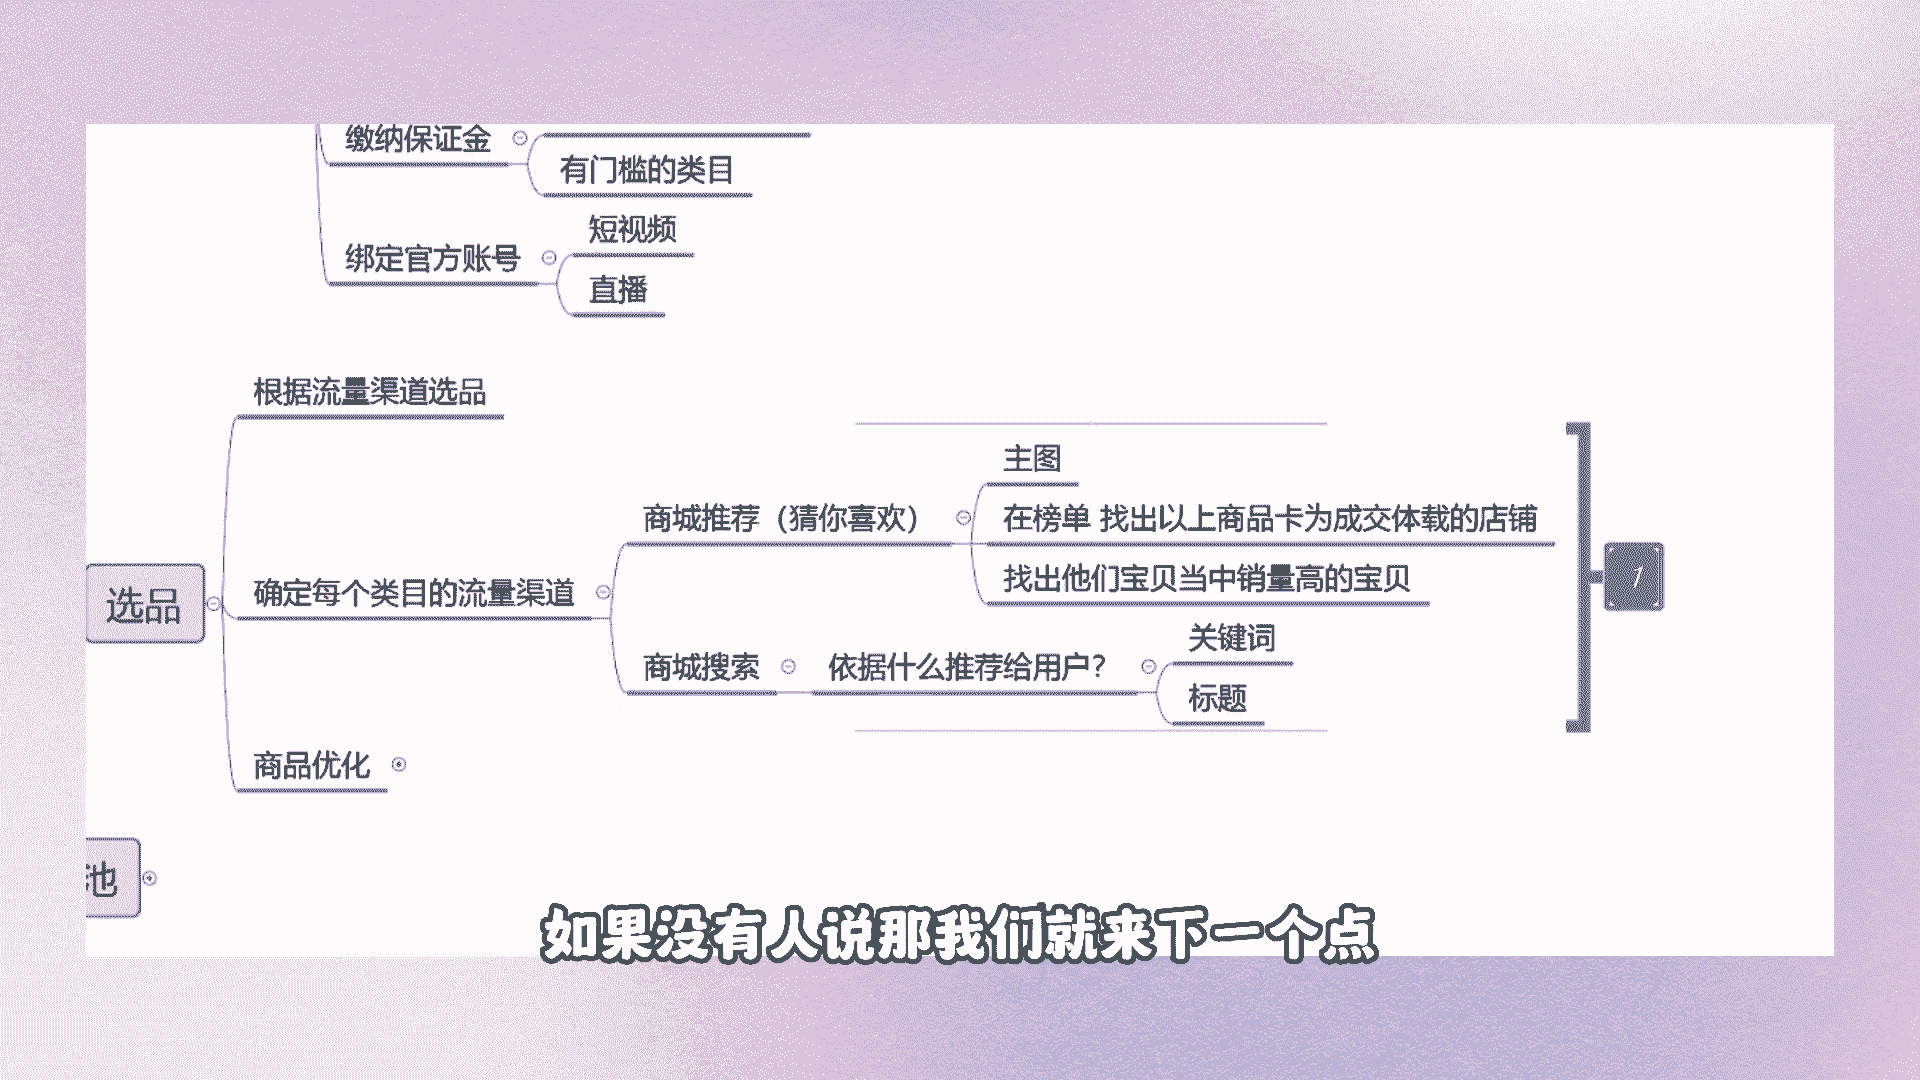 缴纳保证金
有门槛的类目
短视频
绑定官方账号
直播
根据流量渠道选品
主图
商城推荐（猜你喜欢）
在榜单 找出以上商品卡为成交体载的店铺
找出他们宝贝当中销量高的宝贝
确定每个类目的流量渠道
选品
1
关键词
商城搜索
依据什么推荐给用户？
标题
商品优化
池
如果没有人说那我们就来下一个点